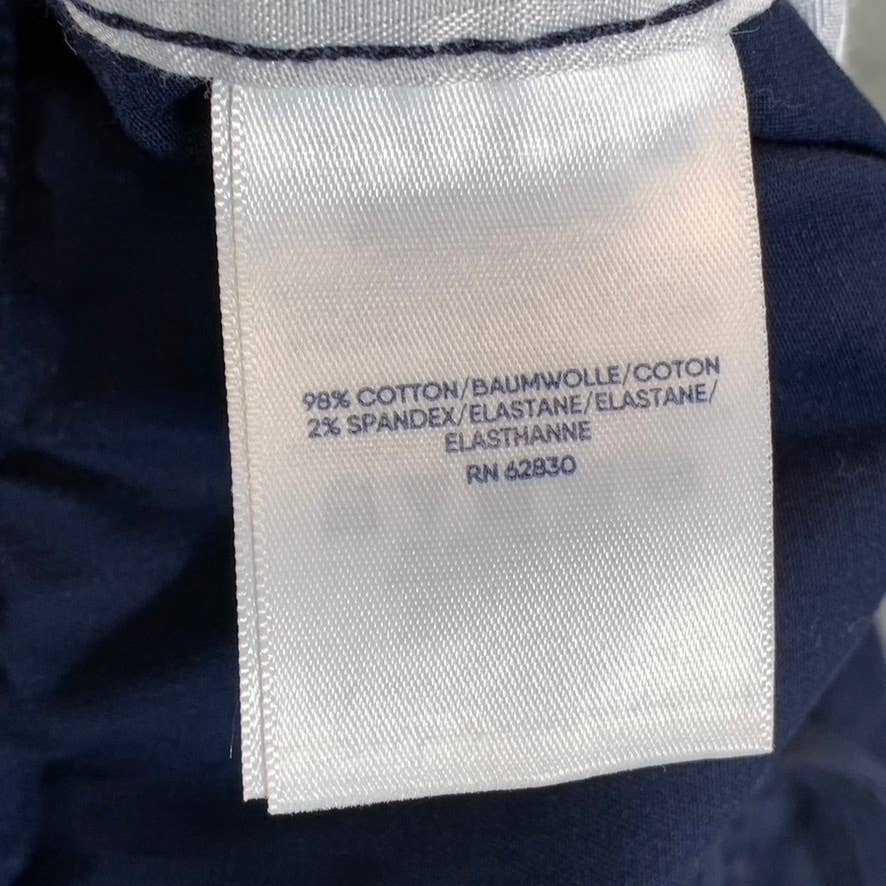 98% COTTON/BAUMWOLLE/COTON
2% SPANDEX/ELASTANE/ELASTANE/
ELASTHANNE
RN 62830